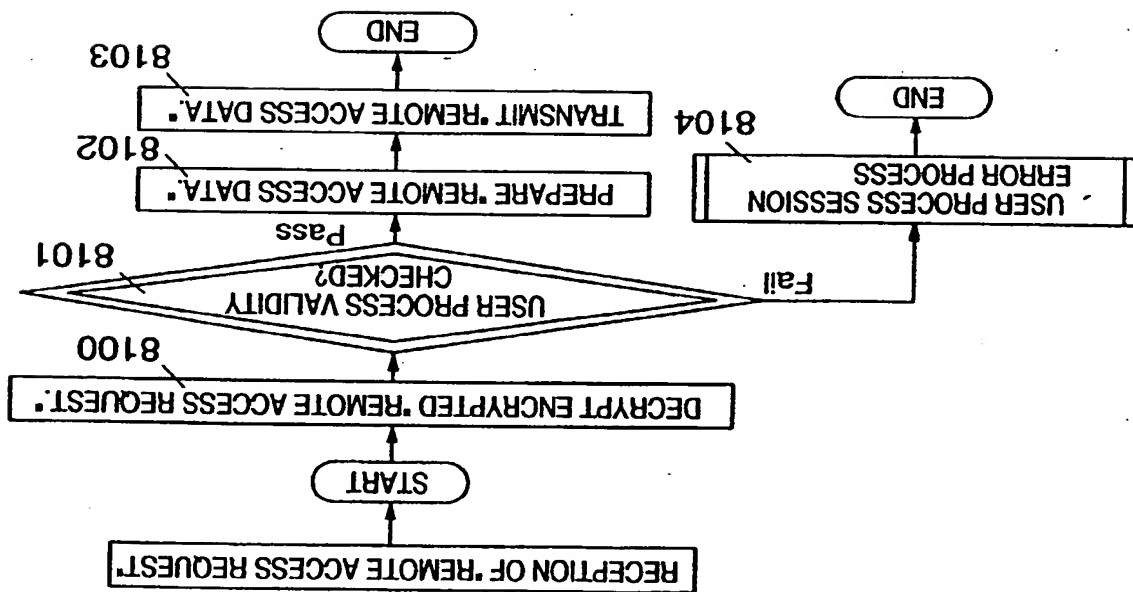 RECEPTION OF "REMOTE ACCESS REQUEST"
START
DECRYPT ENCRYPTED "REMOTE ACCESS REQUEST."
8100
USER PROCESS VALIDITY
CHECKED?
8101
Fail
Pass
PREPARE "REMOTE ACCESS DATA."
8102
USER PROCESS SESSION
ERROR PROCESS
8104
TRANSMIT "REMOTE ACCESS DATA."
8103
END
END